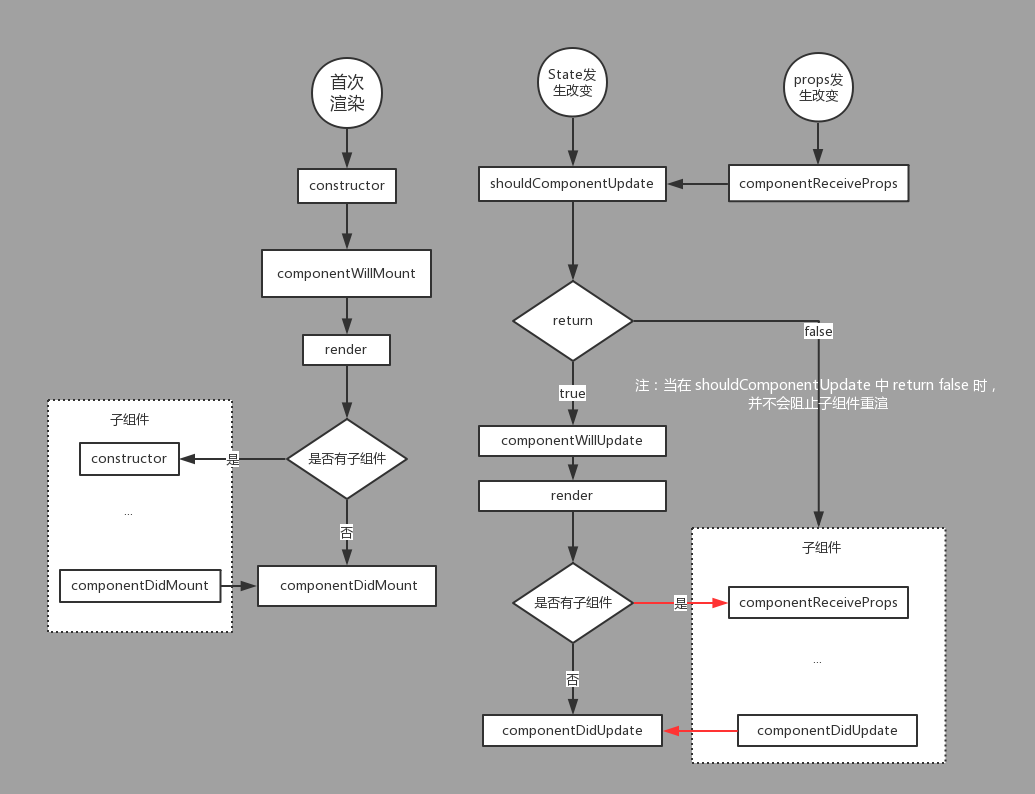 首次
渲染
constructor
componentWillMount
render
是否有子组件
是
否
子组件
constructor
...
componentDidMount
componentDidMount
State发
生改变
props发
生改变
shouldComponentUpdate
componentReceiveProps
return
false
true
注：当在 shouldComponentUpdate 中 return false 时，
并不会阻止子组件重渲
componentWillUpdate
render
是否有子组件
是
否
子组件
componentReceiveProps
...
componentDidUpdate
componentDidUpdate